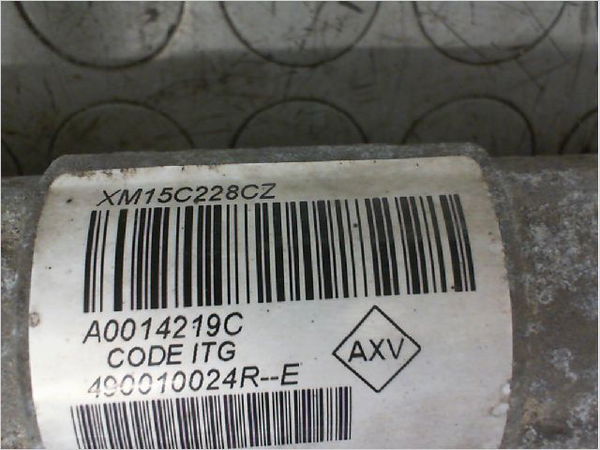 XM15C228CZ
A0014219C
CODE ITG
AXV
490010024R--E